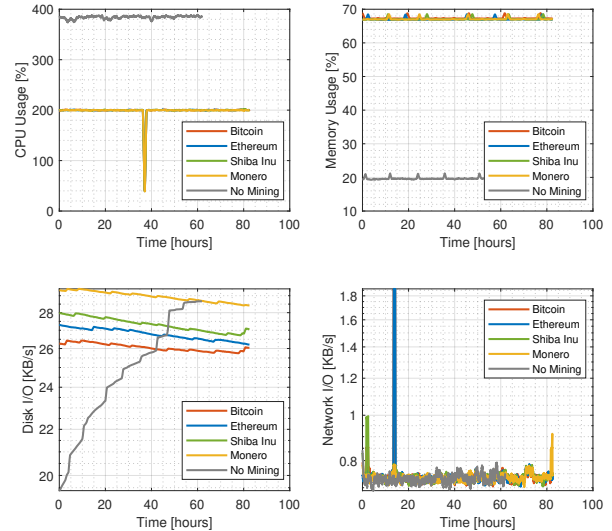 400
300
200
100
0
CPU Usage [%]
0 20 40 60 80 100
Time [hours]
Bitcoin
Ethereum
Shiba Inu
Monero
No Mining
70
60
50
40
30
20
10
Memory Usage [%]
0 20 40 60 80 100
Time [hours]
Bitcoin
Ethereum
Shiba Inu
Monero
No Mining
28
26
24
22
20
Disk I/O [KB/s]
0 20 40 60 80 100
Time [hours]
Bitcoin
Ethereum
Shiba Inu
Monero
No Mining
1.8
1.6
1.4
1.2
1
0.8
Network I/O [KB/s]
0 20 40 60 80 100
Time [hours]
Bitcoin
Ethereum
Shiba Inu
Monero
No Mining